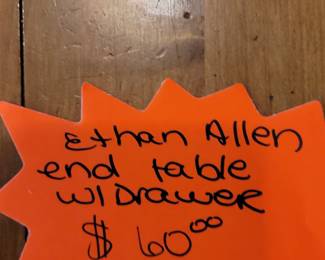 Ethan Allen
end table
w/Drawer
$ 60⁰⁰